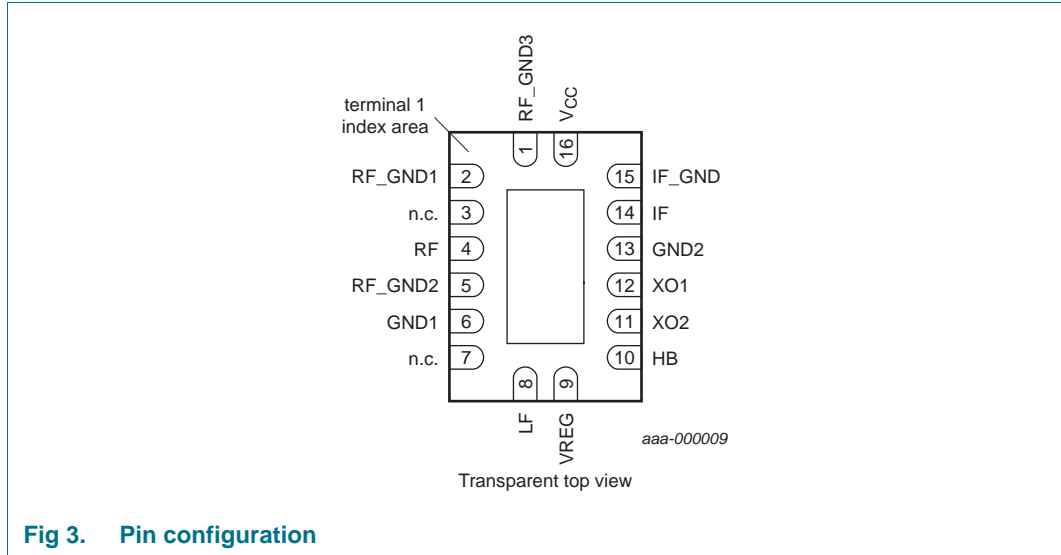 RF_GND3
VCC
terminal 1
index area
1
16
RF_GND1 2
15 IF_GND
n.c. 3
14 IF
RF 4
13 GND2
RF_GND2 5
12 XO1
GND1 6
11 XO2
n.c. 7
10 HB
8
9
LF
VREG
aaa-000009
Transparent top view
Fig 3. Pin configuration